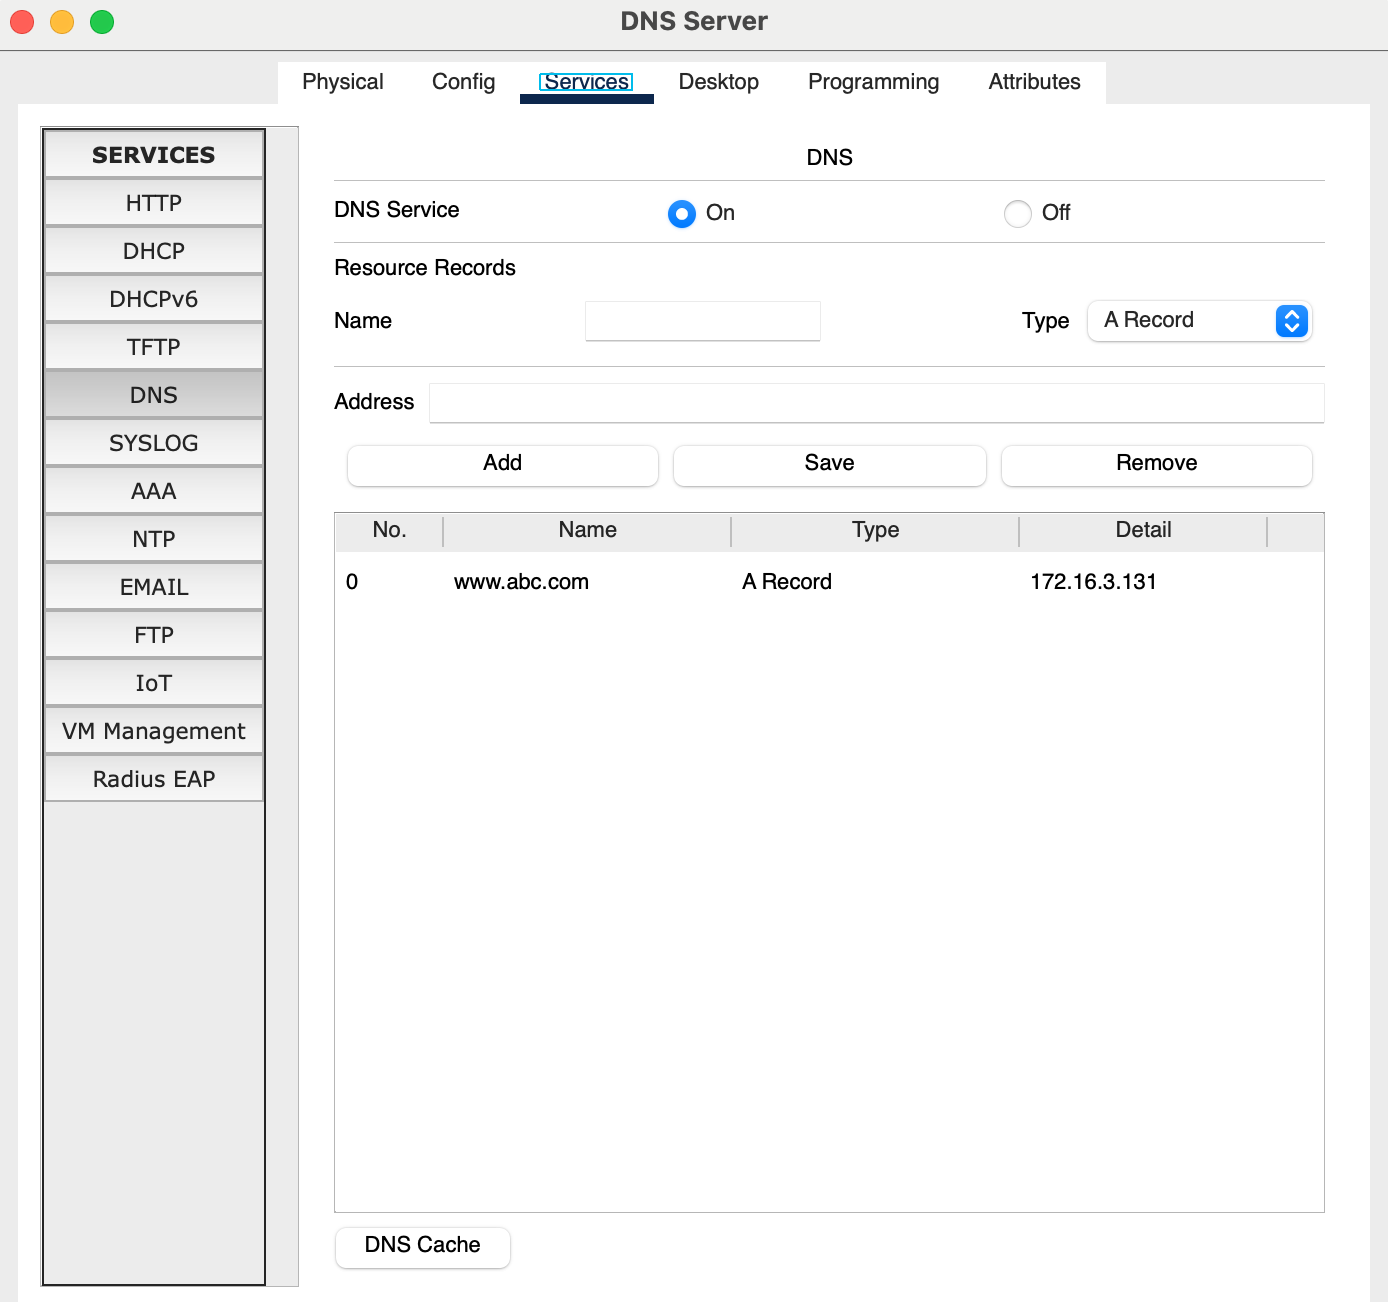 DNS Server
Physical Config Services Desktop Programming Attributes
SERVICES
HTTP
DHCP
DHCPv6
TFTP
DNS
SYSLOG
AAA
NTP
EMAIL
FTP
IoT
VM Management
Radius EAP
DNS
DNS Service On Off
Resource Records
Name Type A Record
Address
Add Save Remove
No. Name Type Detail
0 www.abc.com A Record 172.16.3.131
DNS Cache